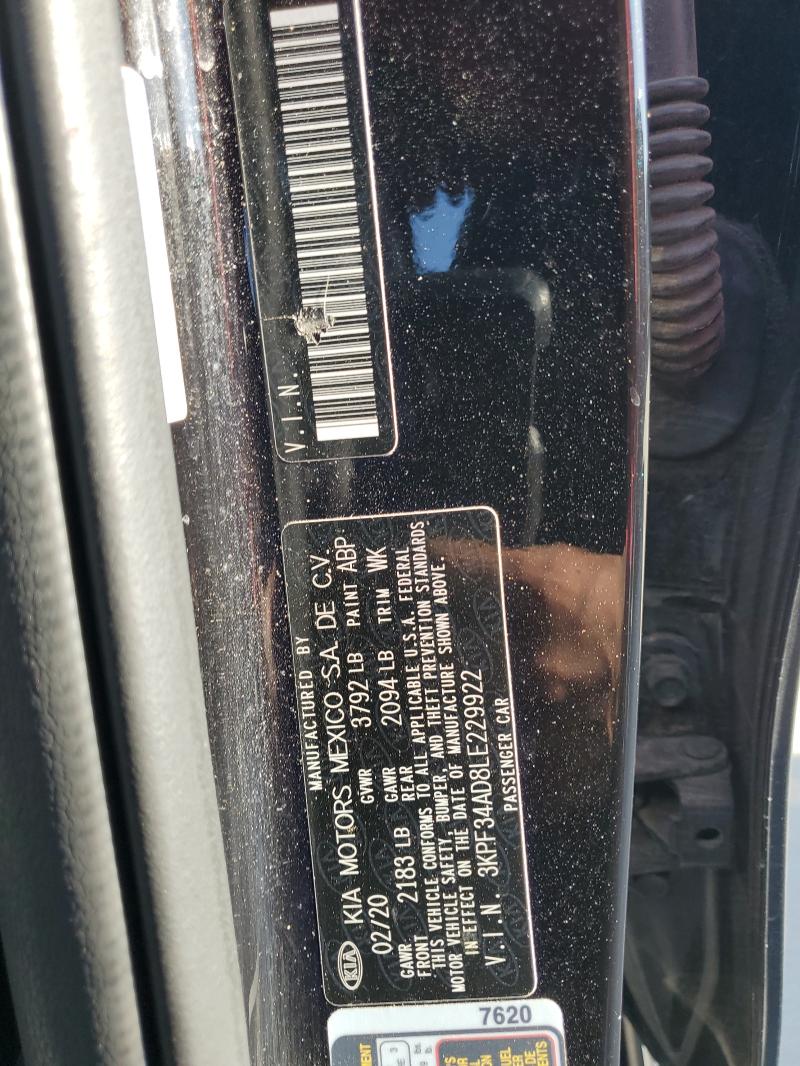 V.I.N.
MANUFACTURED BY
KIA KIA MOTORS MEXICO S.A. DE C.V.
02/20 GVWR 3792 LB PAINT ABP
GAWR FRONT 2183 LB GAWR REAR 2094 LB TRIM WK
THIS VEHICLE CONFORMS TO ALL APPLICABLE U.S.A. FEDERAL
MOTOR VEHICLE SAFETY, BUMPER, AND THEFT PREVENTION STANDARDS
IN EFFECT ON THE DATE OF MANUFACTURE SHOWN ABOVE.
V.I.N. 3KPF34AD8LE229922
PASSENGER CAR
7620